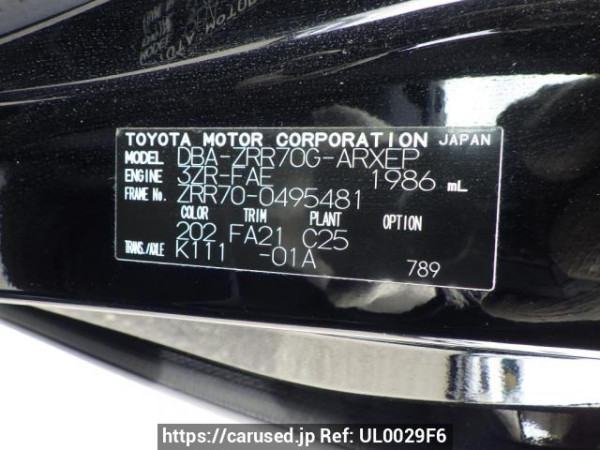 TOYOTA MOTOR CORPORATION JAPAN
MODEL DBA-ZRR70G-ARXEP
ENGINE 3ZR-FAE 1986 mL
FRAME No. ZRR70-0495481
COLOR TRIM PLANT OPTION
202 FA21 C25
TRANS./AXLE K111 -01A
789
https://carused.jp Ref: UL0029F6